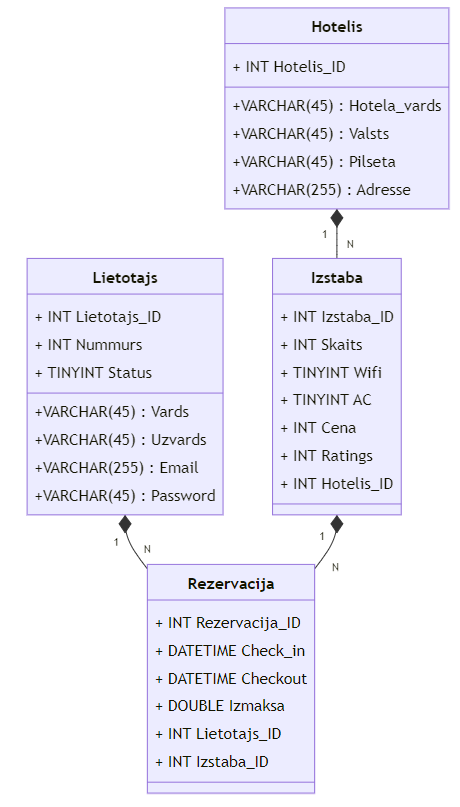 Hotelis
+ INT Hotelis_ID
+VARCHAR(45) : Hotela_vards
+VARCHAR(45) : Valsts
+VARCHAR(45) : Pilseta
+VARCHAR(255) : Adresse
1
N
Lietotajs
+ INT Lietotajs_ID
+ INT Nummurs
+ TINYINT Status
+VARCHAR(45) : Vards
+VARCHAR(45) : Uzvards
+VARCHAR(255) : Email
+VARCHAR(45) : Password
Izstaba
+ INT Izstaba_ID
+ INT Skaits
+ TINYINT Wifi
+ TINYINT AC
+ INT Cena
+ INT Ratings
+ INT Hotelis_ID
1
N
1
N
Rezervacija
+ INT Rezervacija_ID
+ DATETIME Check_in
+ DATETIME Checkout
+ DOUBLE Izmaksa
+ INT Lietotajs_ID
+ INT Izstaba_ID